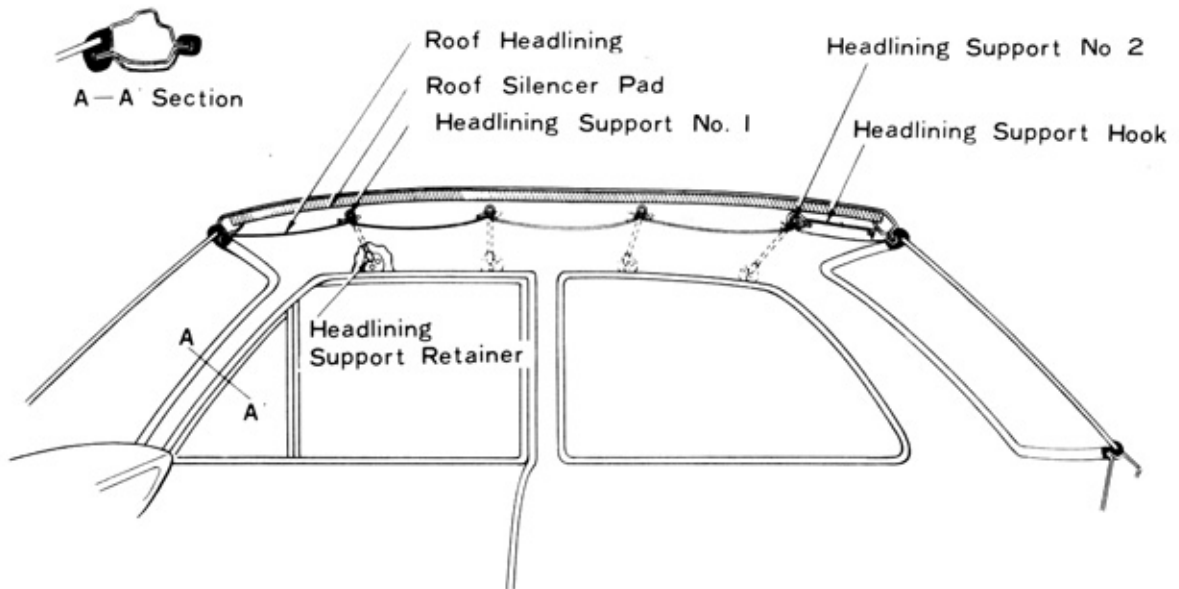 Roof Headlining
Roof Silencer Pad
Headlining Support No. 1
Headlining Support No 2
Headlining Support Hook
A—A Section
Headlining
Support Retainer
A
A